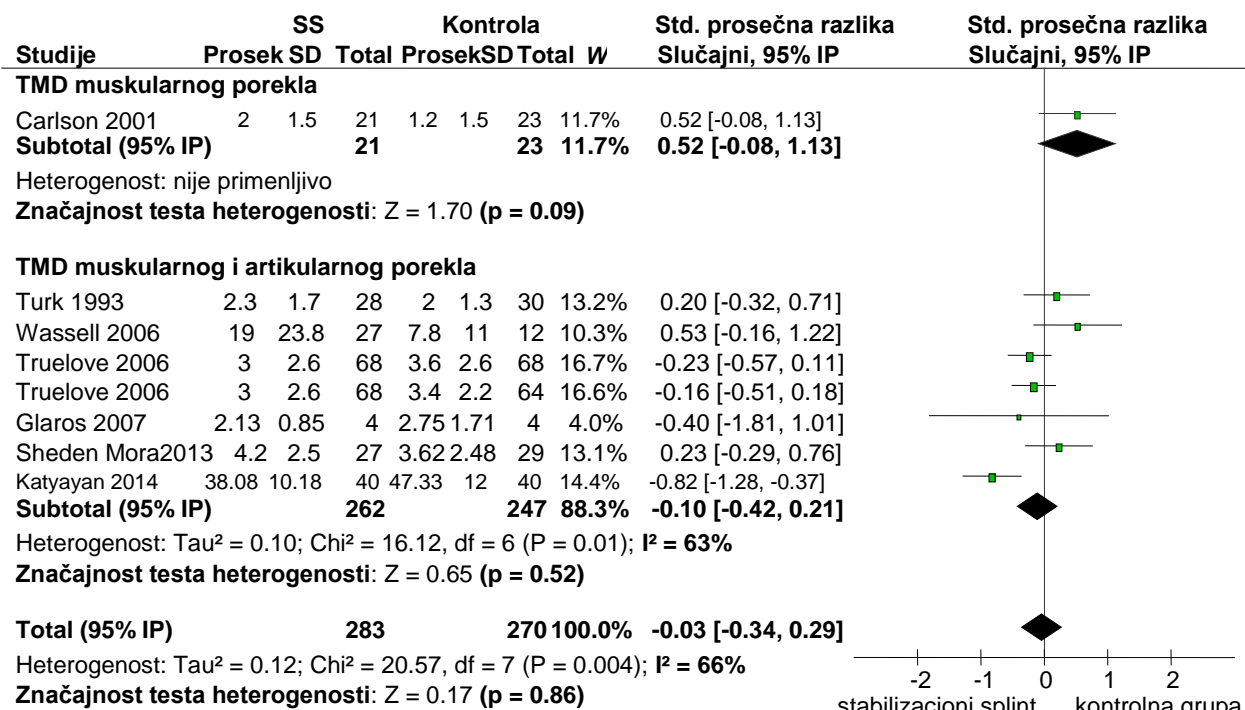 SS Kontrola Std. prosečna razlika Std. prosečna razlika
Studije Prosek SD Total Prosek SD Total W Slučajni, 95% IP Slučajni, 95% IP
TMD muskularnog porekla
Carlson 2001 2 1.5 21 1.2 1.5 23 11.7% 0.52 [-0.08, 1.13]
Subtotal (95% IP) 21 23 11.7% 0.52 [-0.08, 1.13]
Heterogenost: nije primenljivo
Značajnost testa heterogenosti: Z = 1.70 (p = 0.09)
TMD muskularnog i artikularnog porekla
Turk 1993 2.3 1.7 28 2 1.3 30 13.2% 0.20 [-0.32, 0.71]
Wassell 2006 19 23.8 27 7.8 11 12 10.3% 0.53 [-0.16, 1.22]
Truelove 2006 3 2.6 68 3.6 2.6 68 16.7% -0.23 [-0.57, 0.11]
Truelove 2006 3 2.6 68 3.4 2.2 64 16.6% -0.16 [-0.51, 0.18]
Glaros 2007 2.13 0.85 4 2.75 1.71 4 4.0% -0.40 [-1.81, 1.01]
Sheden Mora2013 4.2 2.5 27 3.62 2.48 29 13.1% 0.23 [-0.29, 0.76]
Katyayan 2014 38.08 10.18 40 47.33 12 40 14.4% -0.82 [-1.28, -0.37]
Subtotal (95% IP) 262 247 88.3% -0.10 [-0.42, 0.21]
Heterogenost: Tau² = 0.10; Chi² = 16.12, df = 6 (P = 0.01); I² = 63%
Značajnost testa heterogenosti: Z = 0.65 (p = 0.52)
Total (95% IP) 283 270 100.0% -0.03 [-0.34, 0.29]
Heterogenost: Tau² = 0.12; Chi² = 20.57, df = 7 (P = 0.004); I² = 66%
Značajnost testa heterogenosti: Z = 0.17 (p = 0.86)
-2 -1 0 1 2
stabilizacioni splint kontrolna grupa